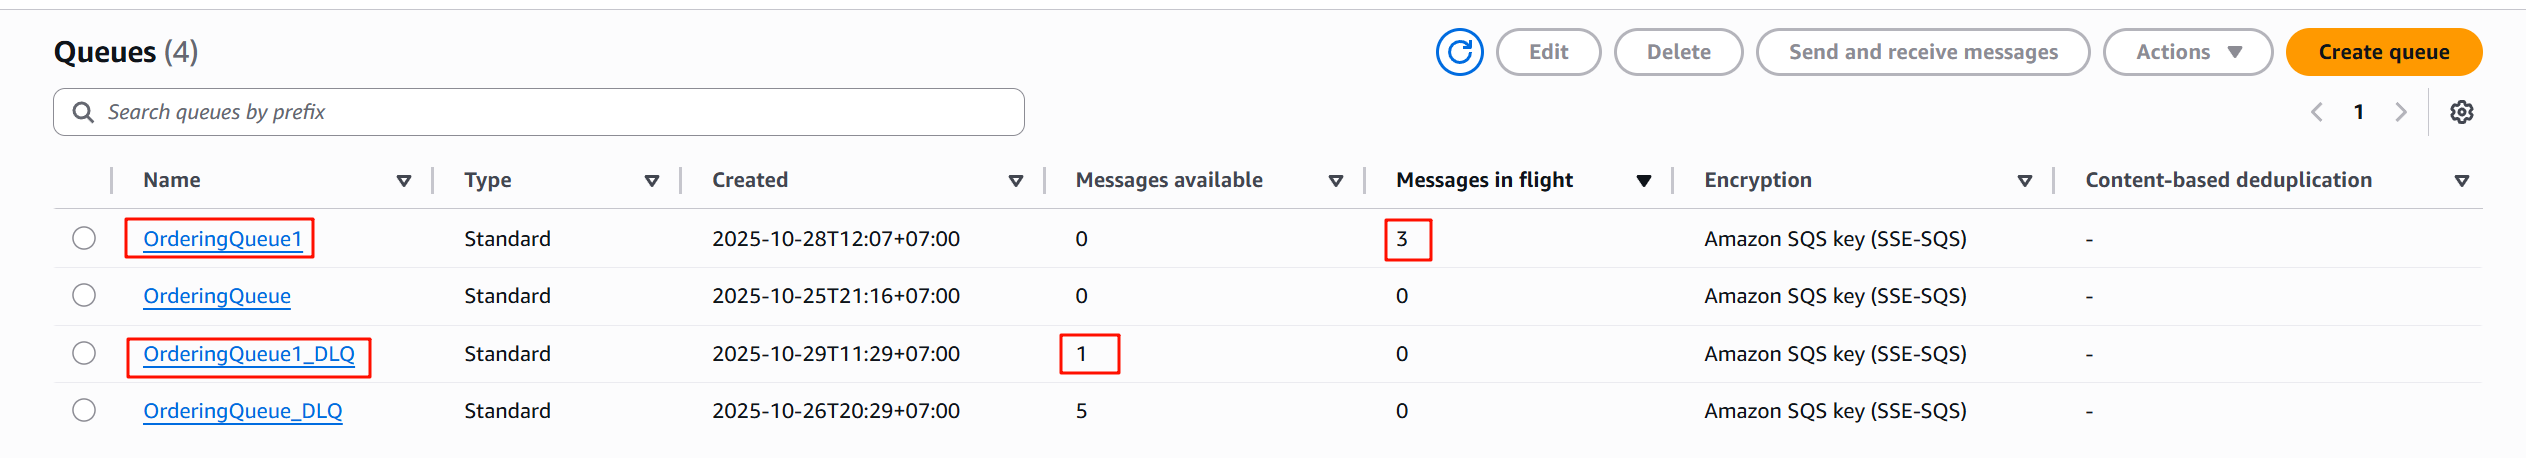 Queues (4)
Edit
Delete
Send and receive messages
Actions
Create queue
Search queues by prefix
1
Name Type Created Messages available Messages in flight Encryption Content-based deduplication
OrderingQueue1 Standard 2025-10-28T12:07+07:00 0 3 Amazon SQS key (SSE-SQS) -
OrderingQueue Standard 2025-10-25T21:16+07:00 0 0 Amazon SQS key (SSE-SQS) -
OrderingQueue1_DLQ Standard 2025-10-29T11:29+07:00 1 0 Amazon SQS key (SSE-SQS) -
OrderingQueue_DLQ Standard 2025-10-26T20:29+07:00 5 0 Amazon SQS key (SSE-SQS) -